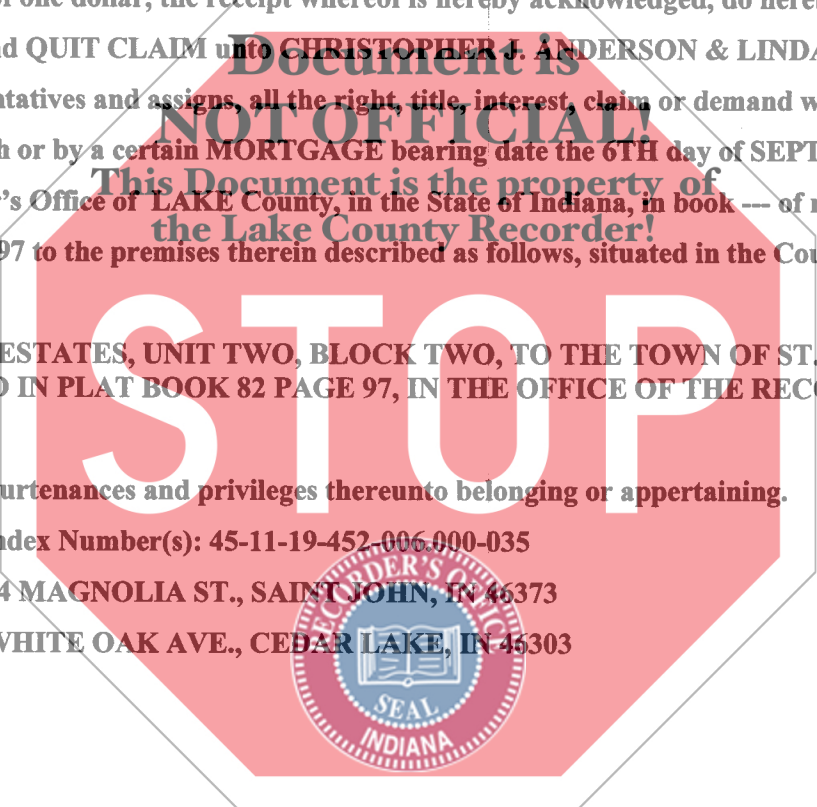 of one dollar, the receipt whereof is hereby acknowledged, do here
nd QUIT CLAIM unto CHRISTOPHER J. ANDERSON & LINDA
Document is
ntatives and assigns, all the right, title, interest, claim or demand w
NOT OFFICIAL!
h or by a certain MORTGAGE bearing date the 6TH day of SEPT
This Document is the property of
r's Office of LAKE County, in the State of Indiana, in book --- of
the Lake County Recorder!
97 to the premises therein described as follows, situated in the Cou
STOP
ESTATES, UNIT TWO, BLOCK TWO, TO THE TOWN OF ST.
D IN PLAT BOOK 82 PAGE 97, IN THE OFFICE OF THE RECO
urtenances and privileges thereunto belonging or appertaining.
ndex Number(s): 45-11-19-452-006.000-035
4 MAGNOLIA ST., SAINT JOHN, IN 46373
WHITE OAK AVE., CEDAR LAKE, IN 46303
RECORDER'S OFFICE
SEAL
INDIANA